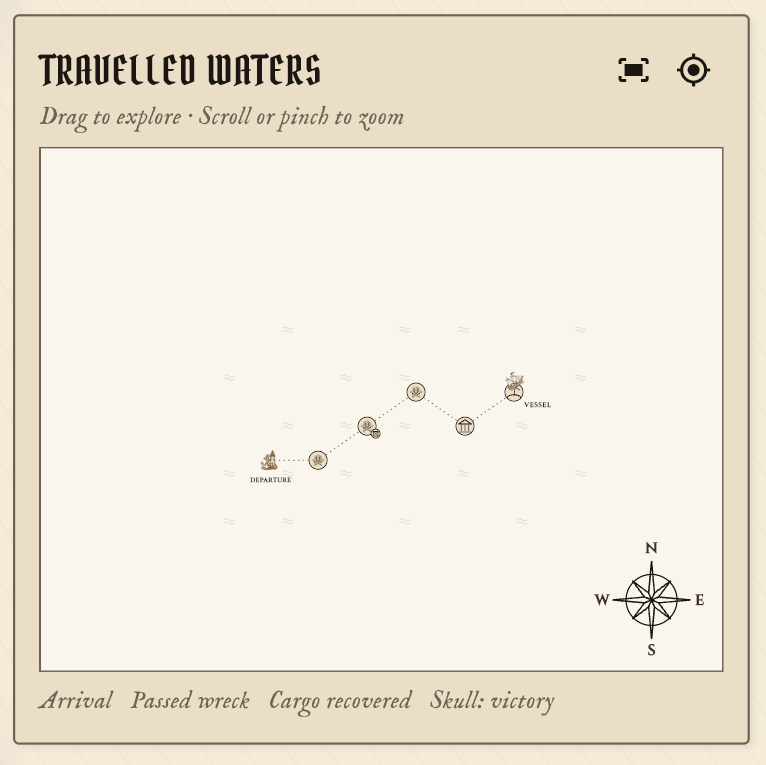 TRAVELLED WATERS
Drag to explore · Scroll or pinch to zoom
VESSEL
DEPARTURE
N
W E
S
Arrival Passed wreck Cargo recovered Skull: victory